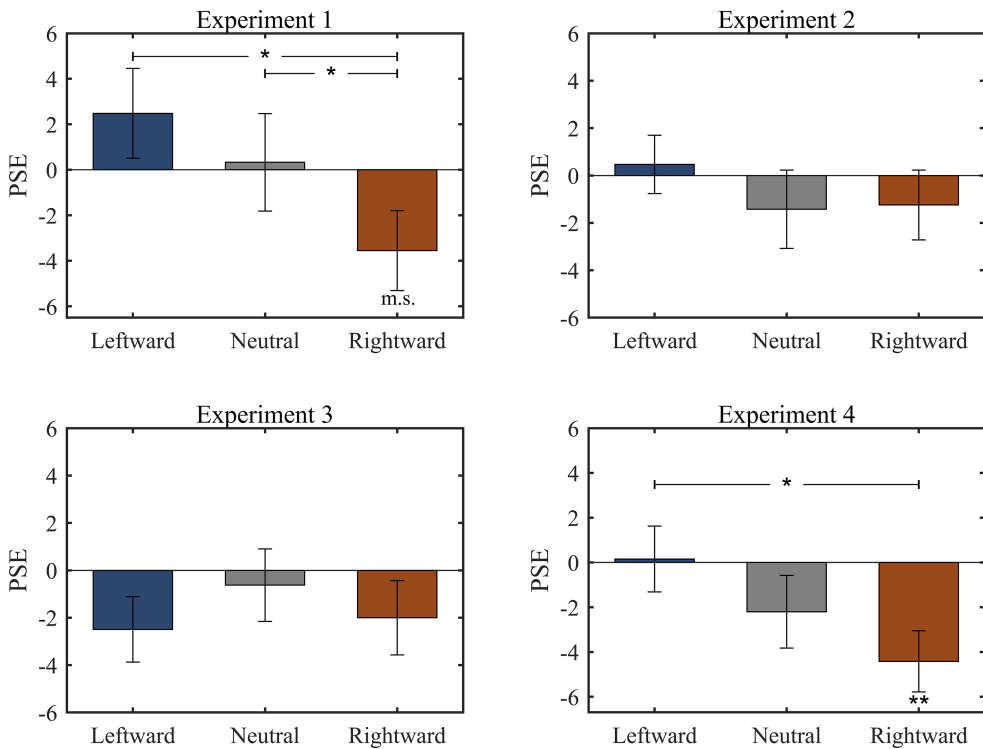 Experiment 1
6
4
2
0
-2
-4
-6
PSE
*
*
m.s.
Leftward Neutral Rightward
Experiment 2
6
4
2
0
-2
-4
-6
PSE
Leftward Neutral Rightward
Experiment 3
6
4
2
0
-2
-4
-6
PSE
Leftward Neutral Rightward
Experiment 4
6
4
2
0
-2
-4
-6
PSE
*
**
Leftward Neutral Rightward